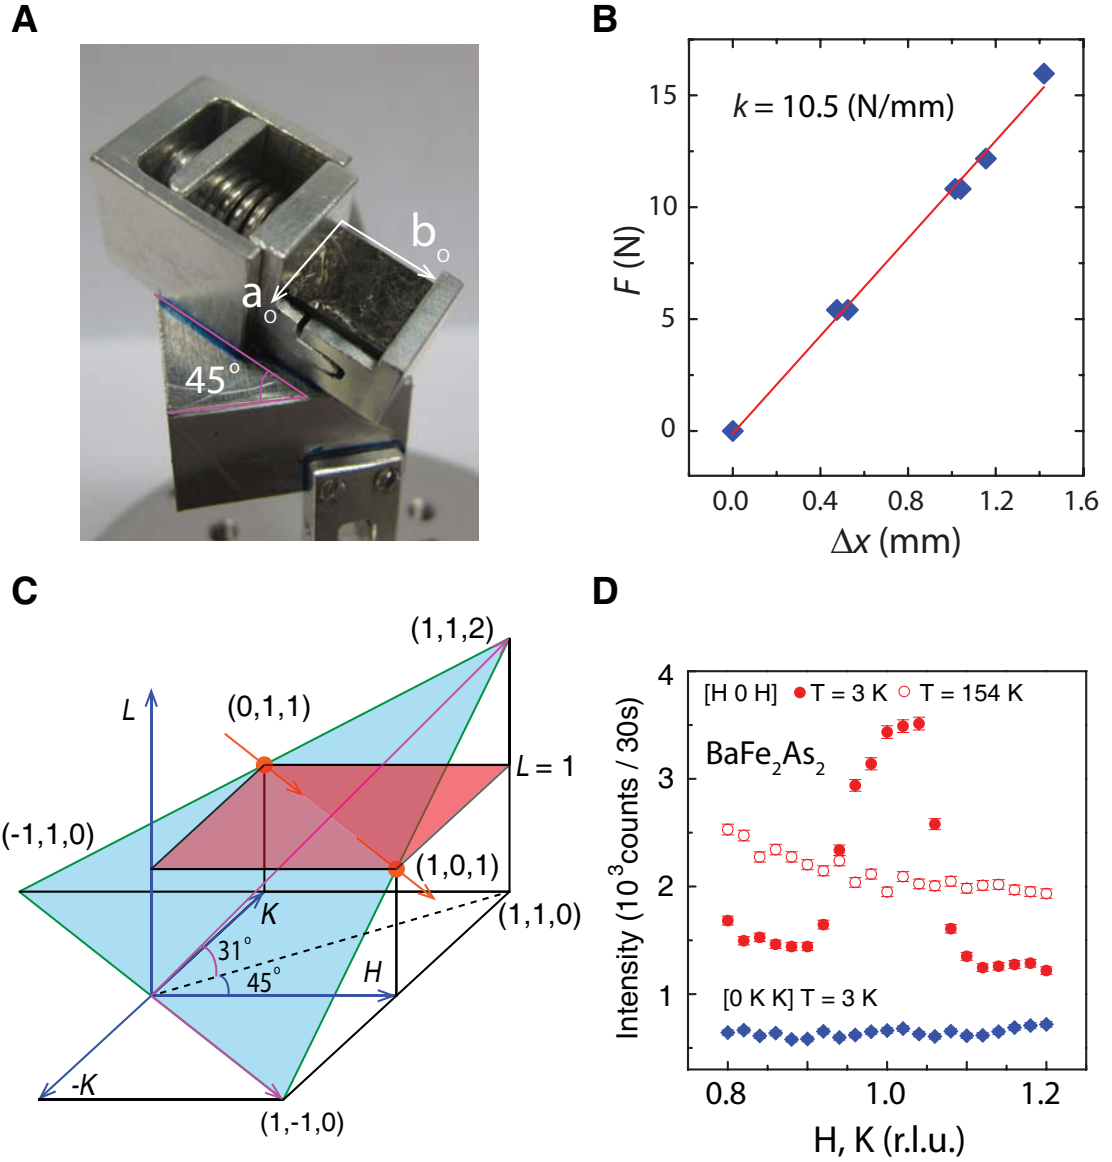 A
b₀
a₀
45°
B
k = 10.5 (N/mm)
F (N)
15
10
5
0
0.0 0.4 0.8 1.2 1.6
Δx (mm)
C
(1,1,2)
L
(0,1,1)
L = 1
(-1,1,0)
(1,0,1)
K
(1,1,0)
31°
45°
H
-K
(1,-1,0)
D
Intensity (10³counts / 30s)
4
3
2
1
[H 0 H] T = 3 K T = 154 K
BaFe₂As₂
[0 K K] T = 3 K
0.8 1.0 1.2
H, K (r.l.u.)